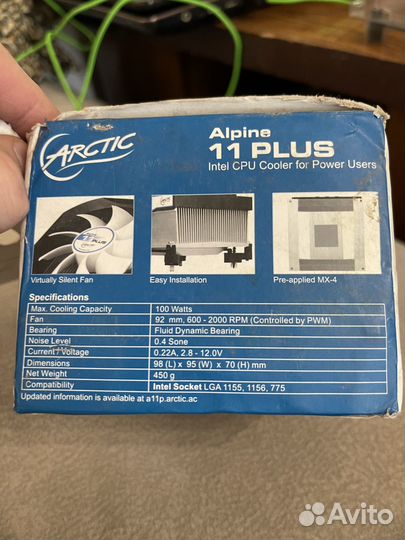 ARCTIC
Alpine
11 PLUS
Intel CPU Cooler for Power Users
Virtually Silent Fan
Easy Installation
Pre-applied MX-4
Specifications
Max. Cooling Capacity 100 Watts
Fan 92 mm, 600 - 2000 RPM (Controlled by PWM)
Bearing Fluid Dynamic Bearing
Noise Level 0.4 Sone
Current / Voltage 0.22A, 2.8 - 12.0V
Dimensions 98 (L) x 95 (W) x 70 (H) mm
Net Weight 450 g
Compatibility Intel Socket LGA 1155, 1156, 775
Updated information is available at a11p.arctic.ac
Avito